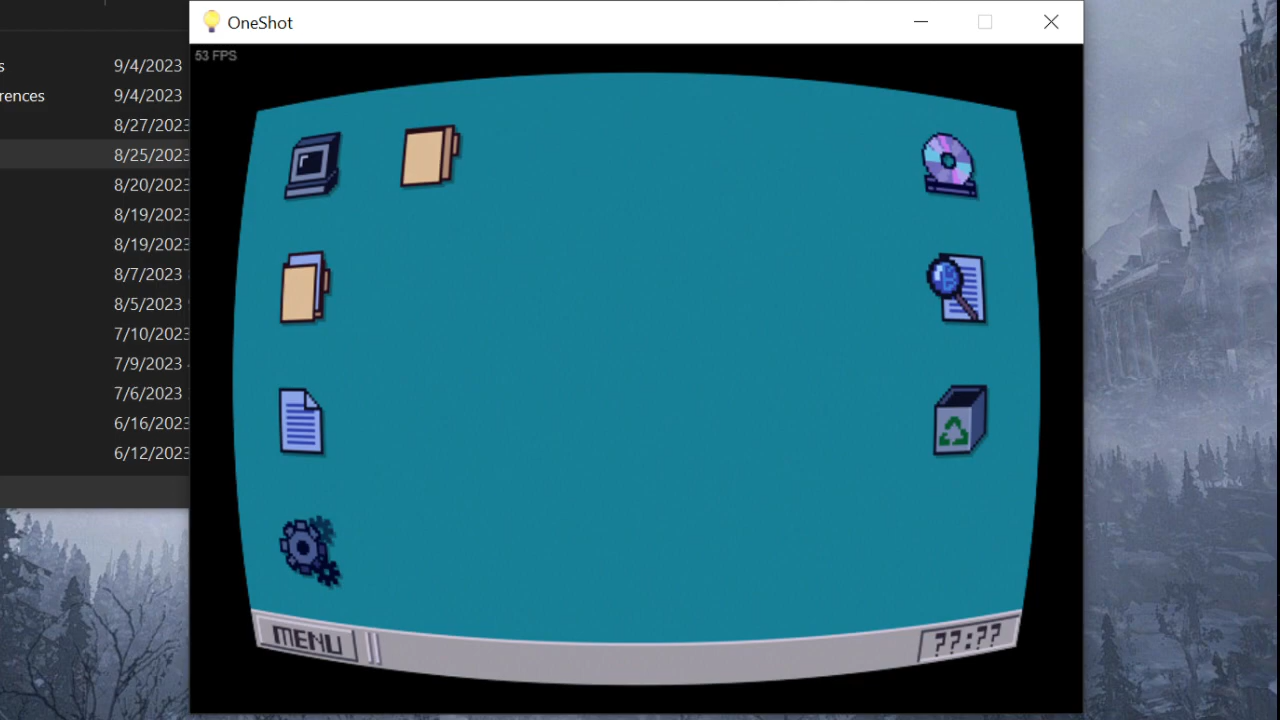 OneShot
53 FPS
s 9/4/2023
rences 9/4/2023
8/27/2023
8/25/2023
8/20/2023
8/19/2023
8/19/2023
8/7/2023
8/5/2023
7/10/2023
7/9/2023
7/6/2023
6/16/2023
6/12/2023
MENU
??:??